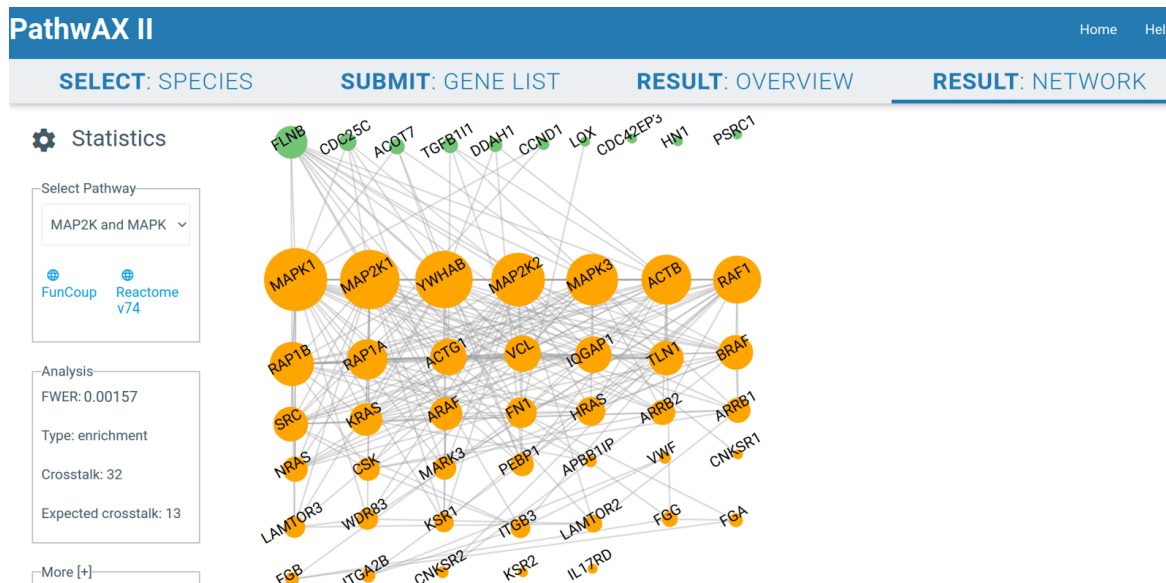 PathwAX II
Home Hel
SELECT: SPECIES SUBMIT: GENE LIST RESULT: OVERVIEW RESULT: NETWORK
Statistics
Select Pathway
MAP2K and MAPK
FunCoup Reactome
v74
Analysis
FWER: 0.00157
Type: enrichment
Crosstalk: 32
Expected crosstalk: 13
More [+]
FLNB CDC25C ACOT7 TGFB1I1 DDAH1 CCND1 LOX CDC42EP3 HN1 PSRC1
MAPK1 MAP2K1 YWHAB MAP2K2 MAPK3 ACTB RAF1
RAP1B RAP1A ACTG1 VCL IQGAP1 TLN1 BRAF
SRC KRAS ARAF FN1 HRAS ARRB2 ARRB1
NRAS CSK MARK3 PEBP1 APBB1IP VWF CNKSR1
LAMTOR3 WDR83 KSR1 ITGB3 LAMTOR2 FGG FGA
FGB ITGA2B CNKSR2 KSR2 IL17RD